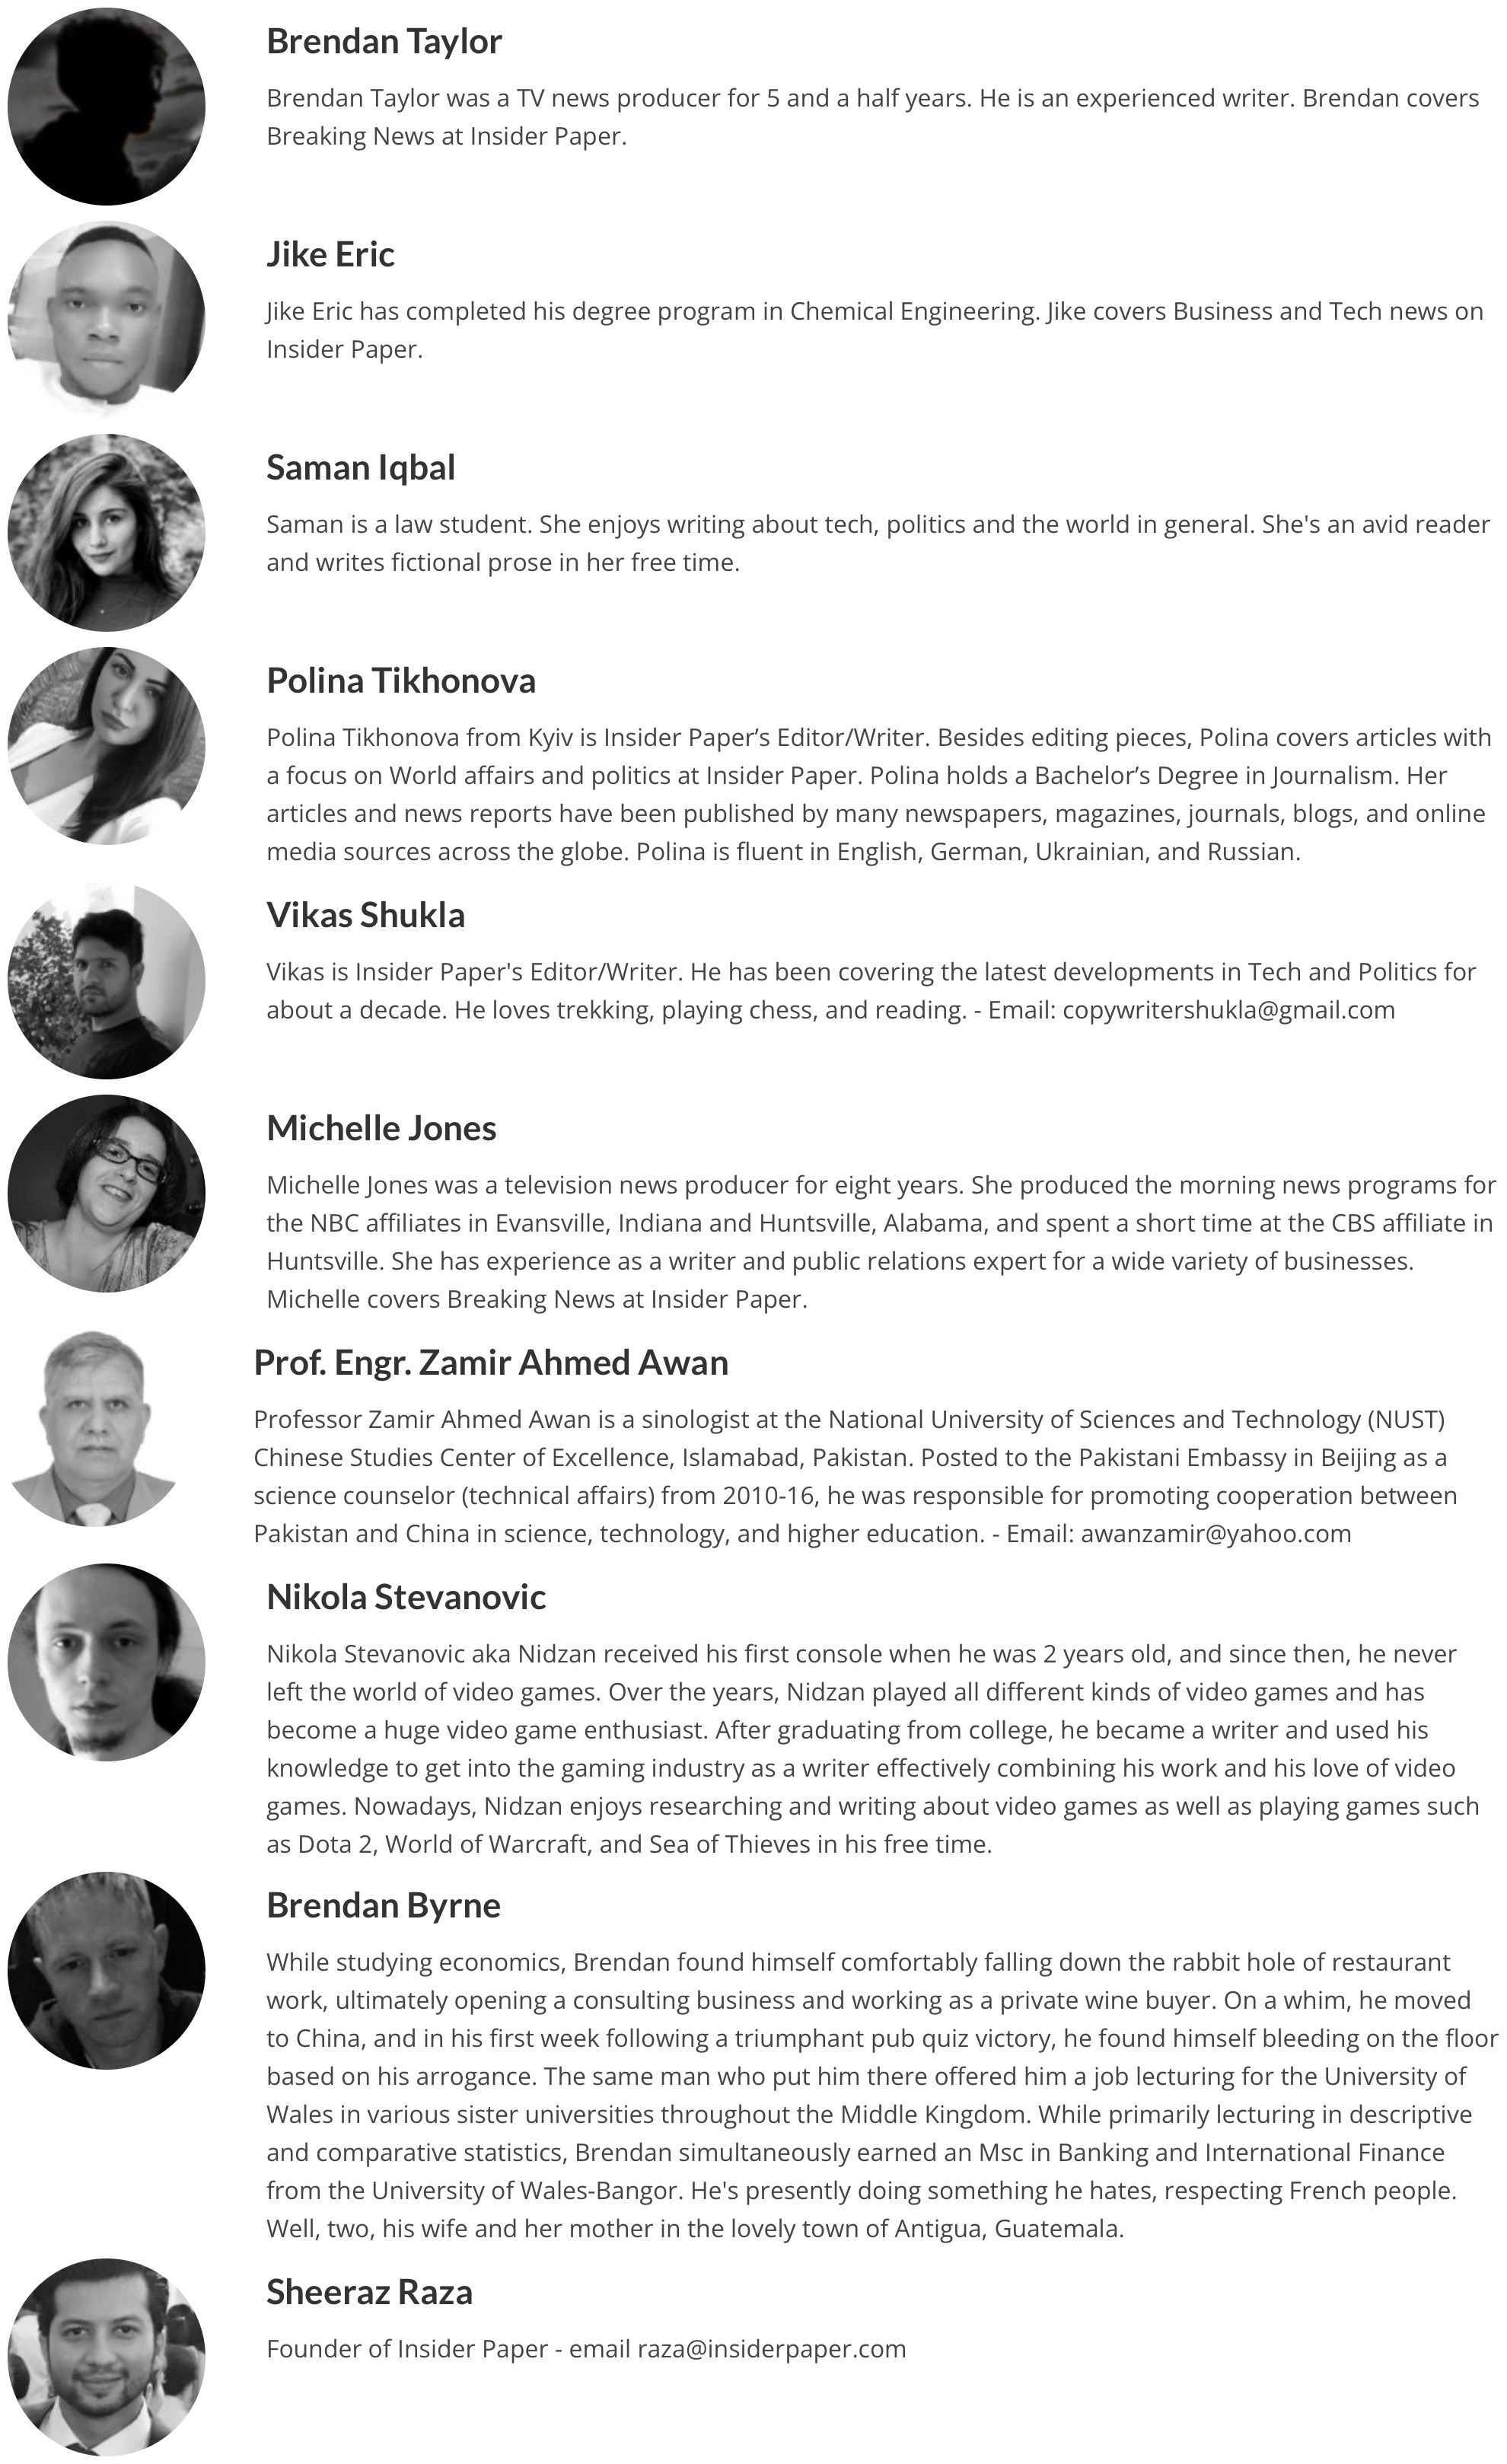 Brendan Taylor
Brendan Taylor was a TV news producer for 5 and a half years. He is an experienced writer. Brendan covers
Breaking News at Insider Paper.
Jike Eric
Jike Eric has completed his degree program in Chemical Engineering. Jike covers Business and Tech news on
Insider Paper.
Saman Iqbal
Saman is a law student. She enjoys writing about tech, politics and the world in general. She's an avid reader
and writes fictional prose in her free time.
Polina Tikhonova
Polina Tikhonova from Kyiv is Insider Paper’s Editor/Writer. Besides editing pieces, Polina covers articles with
a focus on World affairs and politics at Insider Paper. Polina holds a Bachelor’s Degree in Journalism. Her
articles and news reports have been published by many newspapers, magazines, journals, blogs, and online
media sources across the globe. Polina is fluent in English, German, Ukrainian, and Russian.
Vikas Shukla
Vikas is Insider Paper's Editor/Writer. He has been covering the latest developments in Tech and Politics for
about a decade. He loves trekking, playing chess, and reading. - Email: copywritershukla@gmail.com
Michelle Jones
Michelle Jones was a television news producer for eight years. She produced the morning news programs for
the NBC affiliates in Evansville, Indiana and Huntsville, Alabama, and spent a short time at the CBS affiliate in
Huntsville. She has experience as a writer and public relations expert for a wide variety of businesses.
Michelle covers Breaking News at Insider Paper.
Prof. Engr. Zamir Ahmed Awan
Professor Zamir Ahmed Awan is a sinologist at the National University of Sciences and Technology (NUST)
Chinese Studies Center of Excellence, Islamabad, Pakistan. Posted to the Pakistani Embassy in Beijing as a
science counselor (technical affairs) from 2010-16, he was responsible for promoting cooperation between
Pakistan and China in science, technology, and higher education. - Email: awanzamir@yahoo.com
Nikola Stevanovic
Nikola Stevanovic aka Nidzan received his first console when he was 2 years old, and since then, he never
left the world of video games. Over the years, Nidzan played all different kinds of video games and has
become a huge video game enthusiast. After graduating from college, he became a writer and used his
knowledge to get into the gaming industry as a writer effectively combining his work and his love of video
games. Nowadays, Nidzan enjoys researching and writing about video games as well as playing games such
as Dota 2, World of Warcraft, and Sea of Thieves in his free time.
Brendan Byrne
While studying economics, Brendan found himself comfortably falling down the rabbit hole of restaurant
work, ultimately opening a consulting business and working as a private wine buyer. On a whim, he moved
to China, and in his first week following a triumphant pub quiz victory, he found himself bleeding on the floor
based on his arrogance. The same man who put him there offered him a job lecturing for the University of
Wales in various sister universities throughout the Middle Kingdom. While primarily lecturing in descriptive
and comparative statistics, Brendan simultaneously earned an Msc in Banking and International Finance
from the University of Wales-Bangor. He's presently doing something he hates, respecting French people.
Well, two, his wife and her mother in the lovely town of Antigua, Guatemala.
Sheeraz Raza
Founder of Insider Paper - email raza@insiderpaper.com